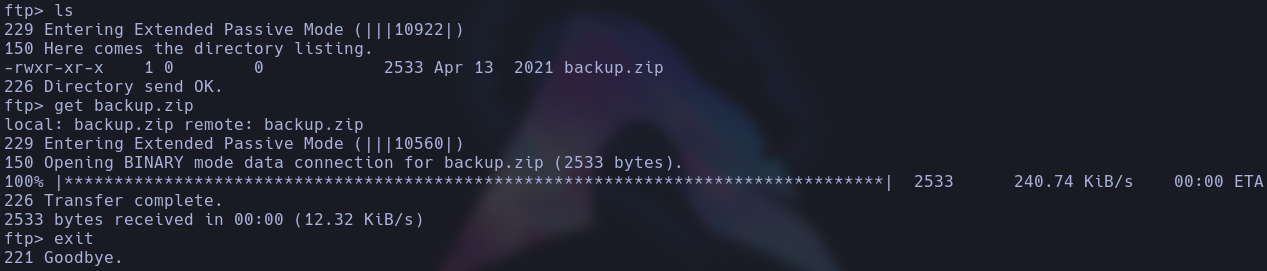 ftp> ls
229 Entering Extended Passive Mode (|||10922|)
150 Here comes the directory listing.
-rwxr-xr-x    1 0        0            2533 Apr 13  2021 backup.zip
226 Directory send OK.
ftp> get backup.zip
local: backup.zip remote: backup.zip
229 Entering Extended Passive Mode (|||10560|)
150 Opening BINARY mode data connection for backup.zip (2533 bytes).
100% |**********************************************************************************|  2533      240.74 KiB/s    00:00 ETA
226 Transfer complete.
2533 bytes received in 00:00 (12.32 KiB/s)
ftp> exit
221 Goodbye.